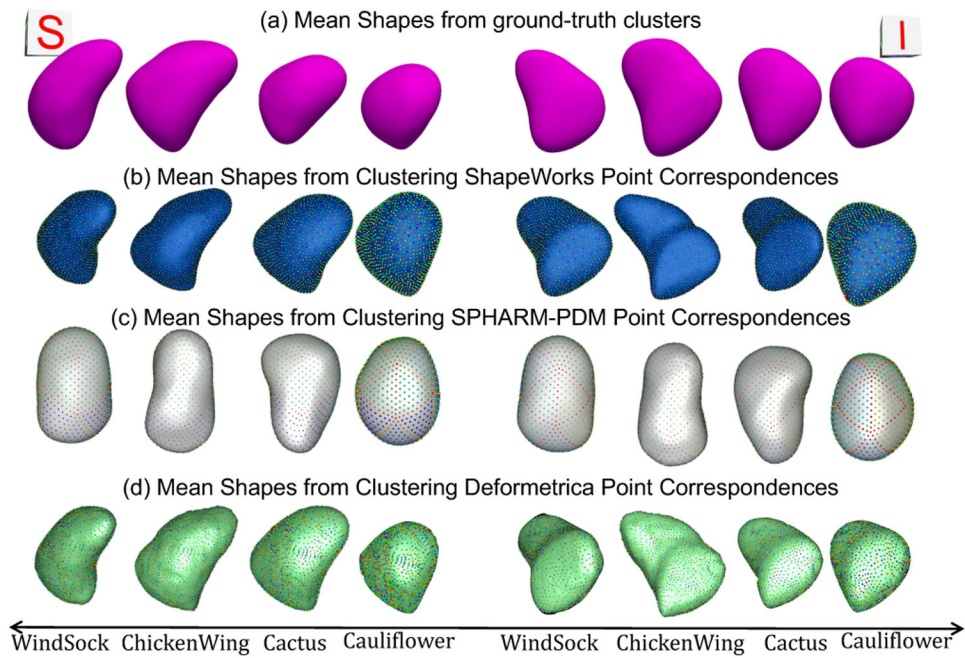 (a) Mean Shapes from ground-truth clusters
S
I
(b) Mean Shapes from Clustering ShapeWorks Point Correspondences
(c) Mean Shapes from Clustering SPHARM-PDM Point Correspondences
(d) Mean Shapes from Clustering Deformetrica Point Correspondences
WindSock ChickenWing Cactus Cauliflower WindSock ChickenWing Cactus Cauliflower